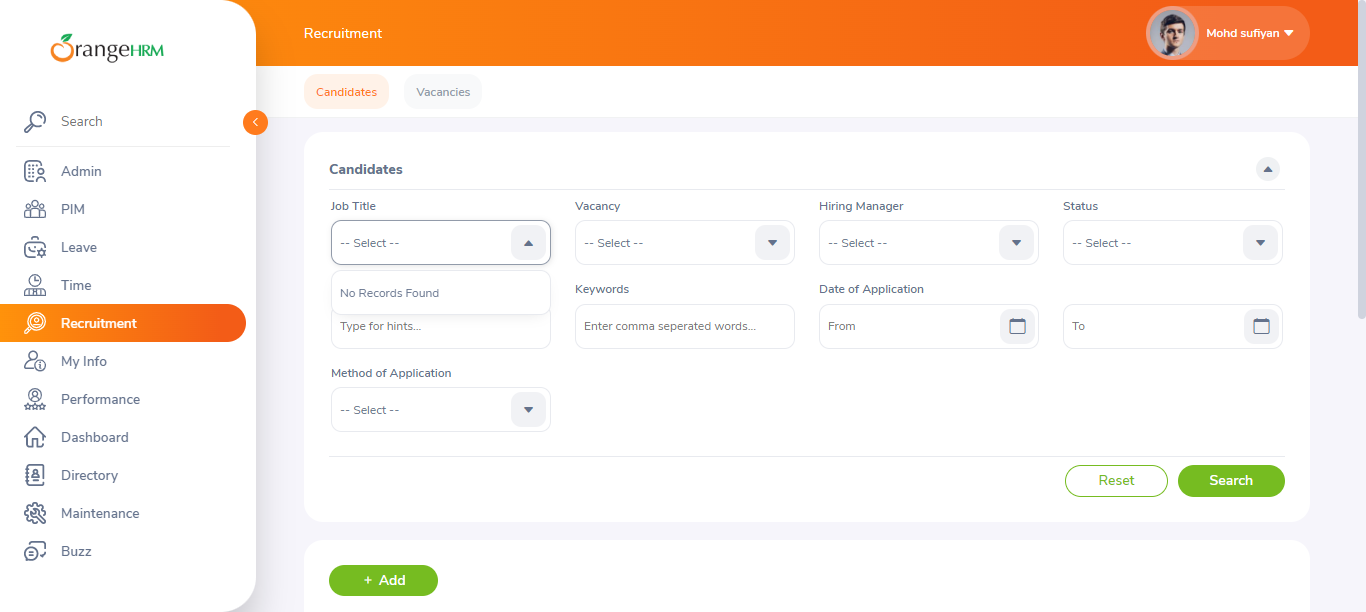 OrangeHRM
Search
Admin
PIM
Leave
Time
Recruitment
My Info
Performance
Dashboard
Directory
Maintenance
Buzz
Recruitment
Mohd sufiyan
Candidates
Vacancies
Candidates
Job Title
Vacancy
Hiring Manager
Status
-- Select --
-- Select --
-- Select --
-- Select --
No Records Found
Keywords
Date of Application
Type for hints...
Enter comma seperated words...
From
To
Method of Application
-- Select --
Reset
Search
+ Add